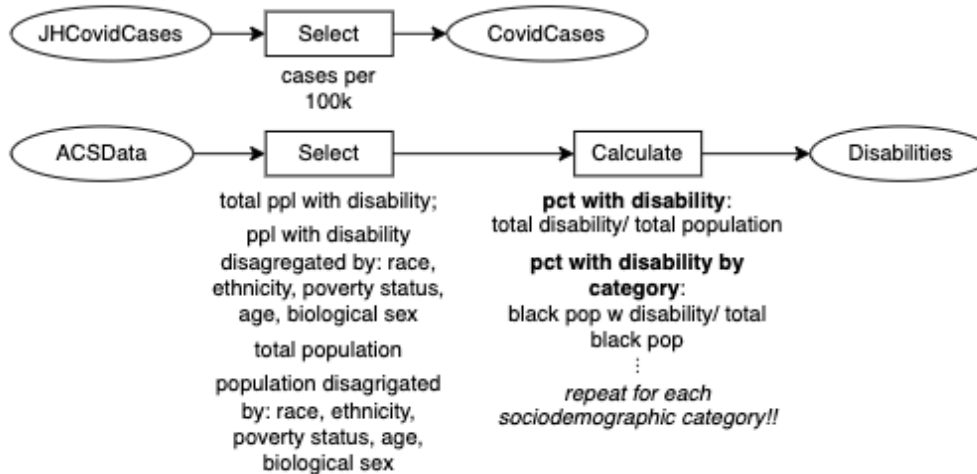 JHCovidCases
Select
CovidCases
cases per
100k
ACSData
Select
Calculate
Disabilities
total ppl with disability;
ppl with disability
disagregated by: race,
ethnicity, poverty status,
age, biological sex
total population
population disagrigated
by: race, ethnicity,
poverty status, age,
biological sex
pct with disability:
total disability/ total population
pct with disability by
category:
black pop w disability/ total
black pop
⋮
repeat for each
sociodemographic category!!